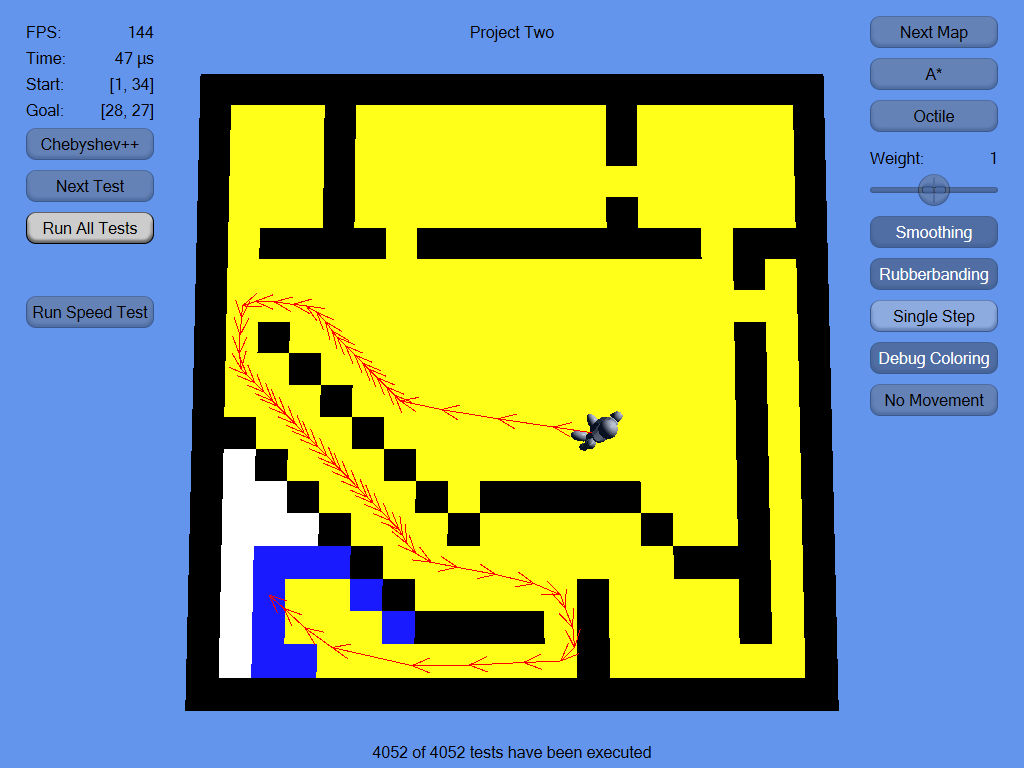 FPS: 144
Time: 47 µs
Start: [1, 34]
Goal: [28, 27]
Chebyshev++
Next Test
Run All Tests
Run Speed Test
Project Two
Next Map
A*
Octile
Weight: 1
Smoothing
Rubberbanding
Single Step
Debug Coloring
No Movement
4052 of 4052 tests have been executed